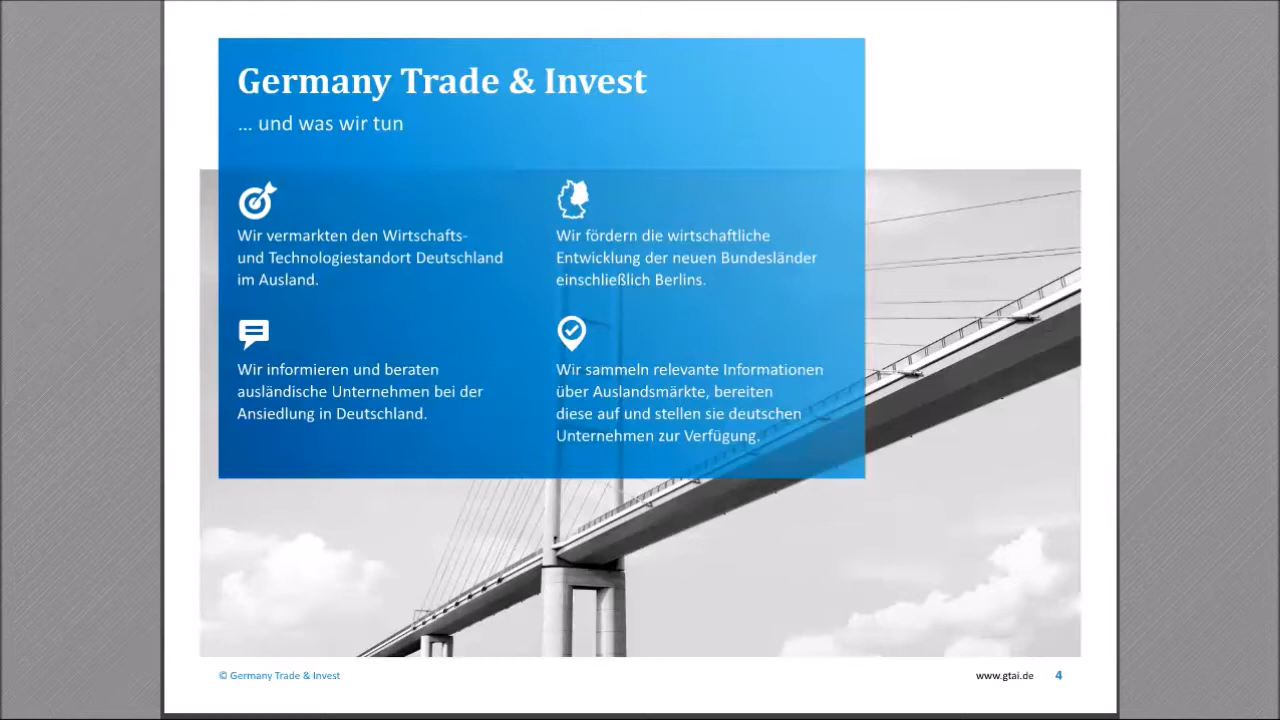 Germany Trade & Invest
... und was wir tun
Wir vermarkten den Wirtschafts-
und Technologiestandort Deutschland
im Ausland.
Wir fördern die wirtschaftliche
Entwicklung der neuen Bundesländer
einschließlich Berlins.
Wir informieren und beraten
ausländische Unternehmen bei der
Ansiedlung in Deutschland.
Wir sammeln relevante Informationen
über Auslandsmärkte, bereiten
diese auf und stellen sie deutschen
Unternehmen zur Verfügung.
© Germany Trade & Invest
www.gtai.de 4